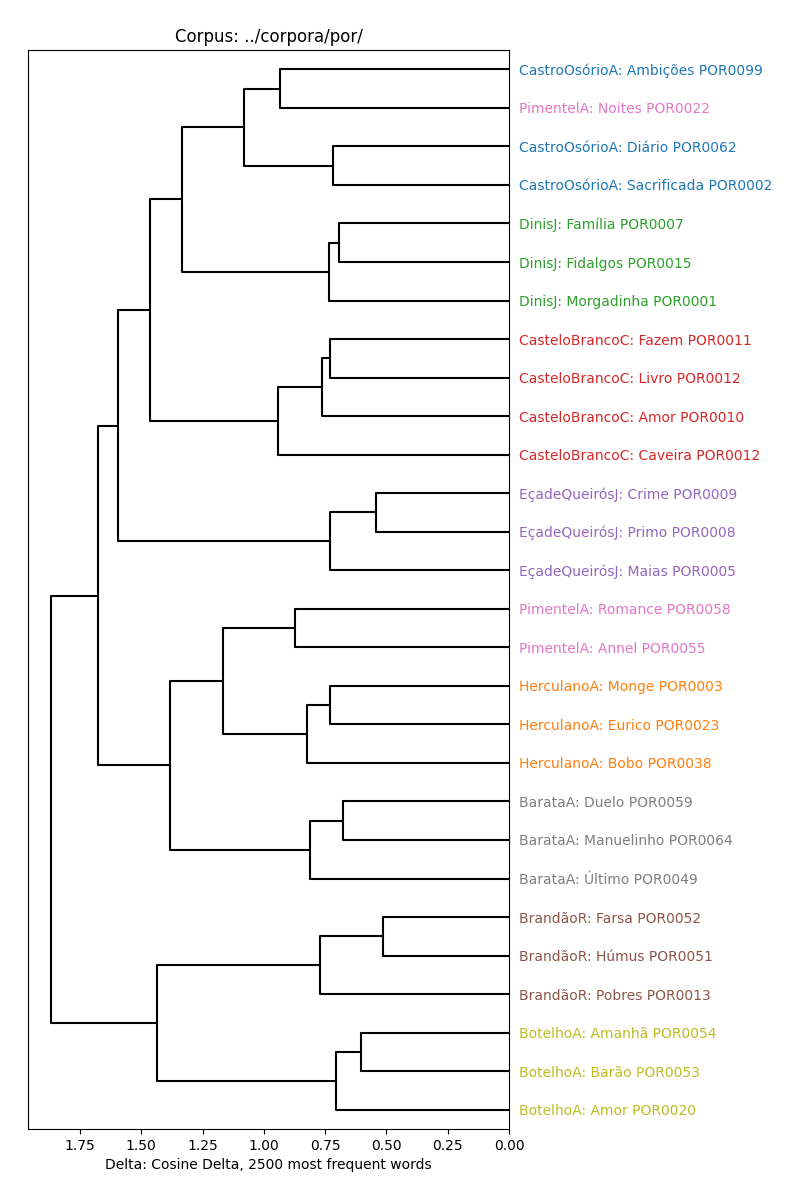 Corpus: ../corpora/por/
CastroOsórioA: Ambições POR0099
PimentelA: Noites POR0022
CastroOsórioA: Diário POR0062
CastroOsórioA: Sacrificada POR0002
DinisJ: Família POR0007
DinisJ: Fidalgos POR0015
DinisJ: Morgadinha POR0001
CasteloBrancoC: Fazem POR0011
CasteloBrancoC: Livro POR0012
CasteloBrancoC: Amor POR0010
CasteloBrancoC: Caveira POR0012
EçadeQueirósJ: Crime POR0009
EçadeQueirósJ: Primo POR0008
EçadeQueirósJ: Maias POR0005
PimentelA: Romance POR0058
PimentelA: Annel POR0055
HerculanoA: Monge POR0003
HerculanoA: Eurico POR0023
HerculanoA: Bobo POR0038
BarataA: Duelo POR0059
BarataA: Manuelinho POR0064
BarataA: Último POR0049
BrandãoR: Farsa POR0052
BrandãoR: Húmus POR0051
BrandãoR: Pobres POR0013
BotelhoA: Amanhã POR0054
BotelhoA: Barão POR0053
BotelhoA: Amor POR0020
1.75 1.50 1.25 1.00 0.75 0.50 0.25 0.00
Delta: Cosine Delta, 2500 most frequent words